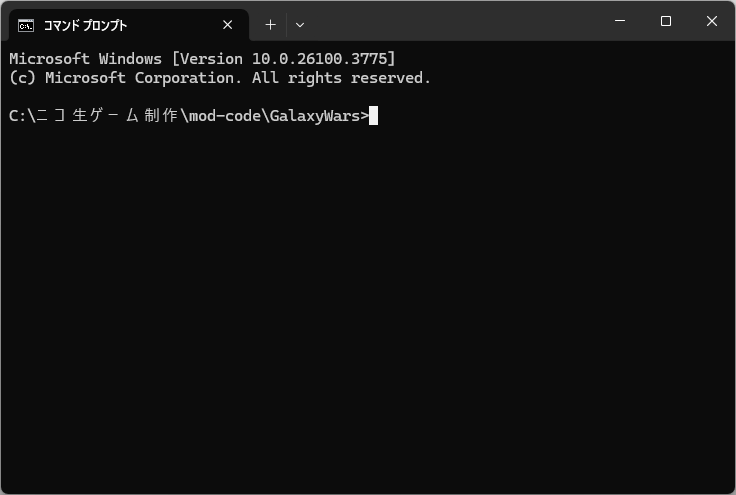 コマンド プロンプト
Microsoft Windows [Version 10.0.26100.3775]
(c) Microsoft Corporation. All rights reserved.
C:\ニコ生ゲーム制作\mod-code\GalaxyWars>